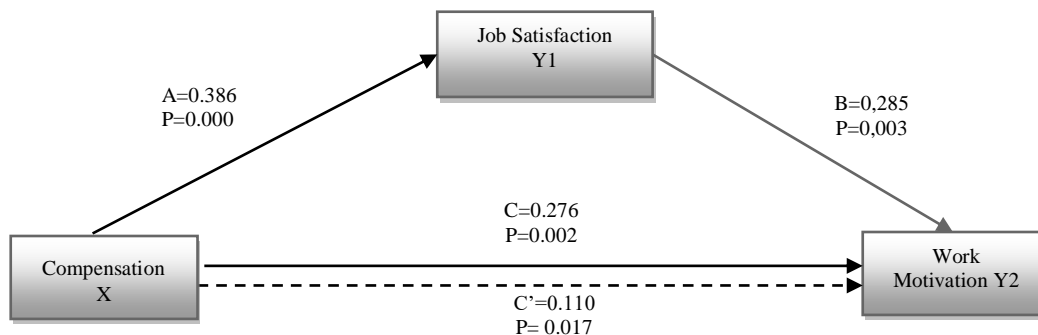 Job Satisfaction
Y1
A=0.386
P=0.000
B=0,285
P=0,003
C=0.276
P=0.002
Compensation
X
Work
Motivation Y2
C’=0.110
P= 0.017